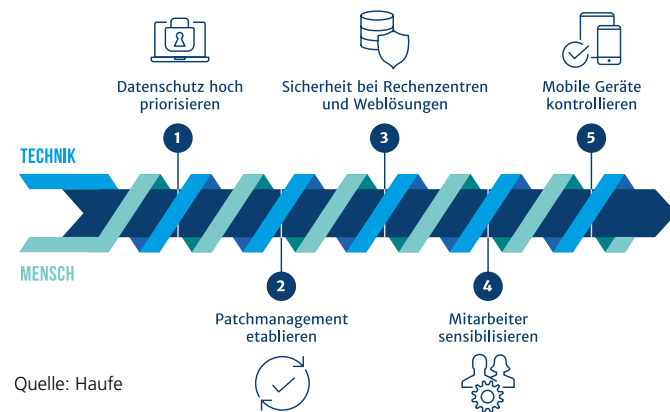 Datenschutz hoch
priorisieren
1
Sicherheit bei Rechenzentren
und Weblösungen
3
Mobile Geräte
kontrollieren
5
TECHNIK
MENSCH
2
Patchmanagement
etablieren
4
Mitarbeiter
sensibilisieren
Quelle: Haufe